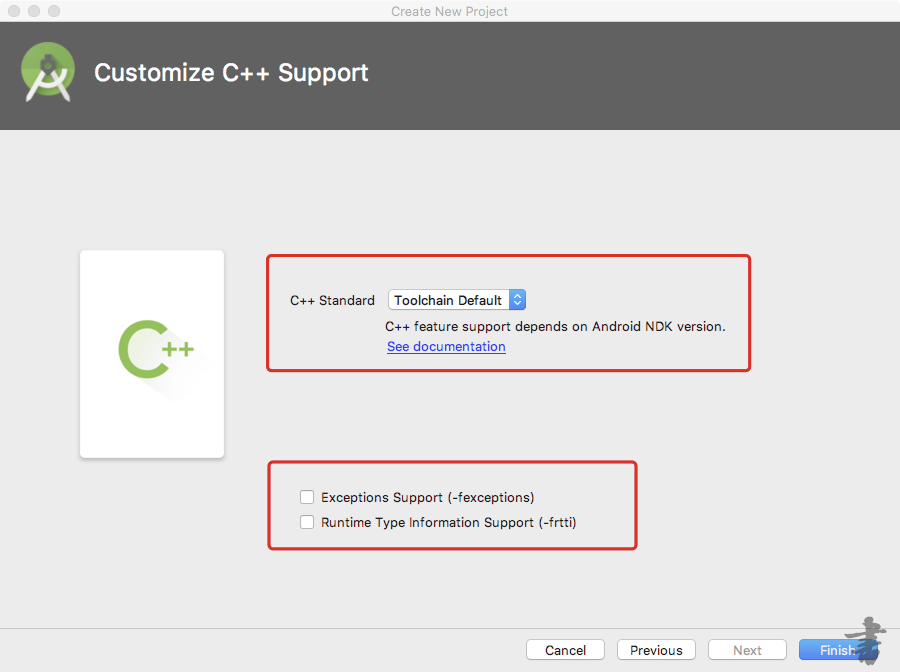 Create New Project
Customize C++ Support
C++
C++ Standard Toolchain Default
C++ feature support depends on Android NDK version.
See documentation
Exceptions Support (-fexceptions)
Runtime Type Information Support (-frtti)
Cancel Previous Next Finish